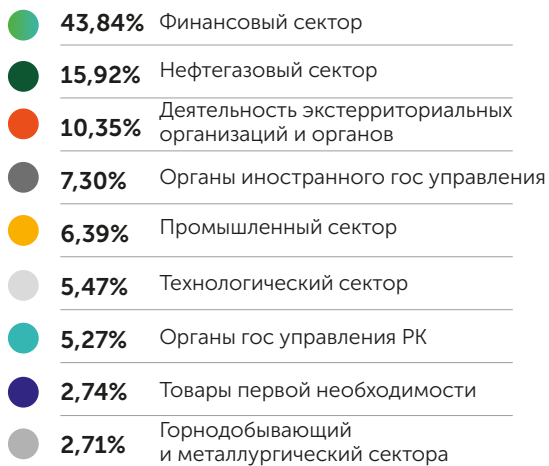 43,84% Финансовый сектор
15,92% Нефтегазовый сектор
10,35% Деятельность экстерриториальных
организаций и органов
7,30% Органы иностранного гос управления
6,39% Промышленный сектор
5,47% Технологический сектор
5,27% Органы гос управления РК
2,74% Товары первой необходимости
2,71% Горнодобывающий
и металлургический сектора